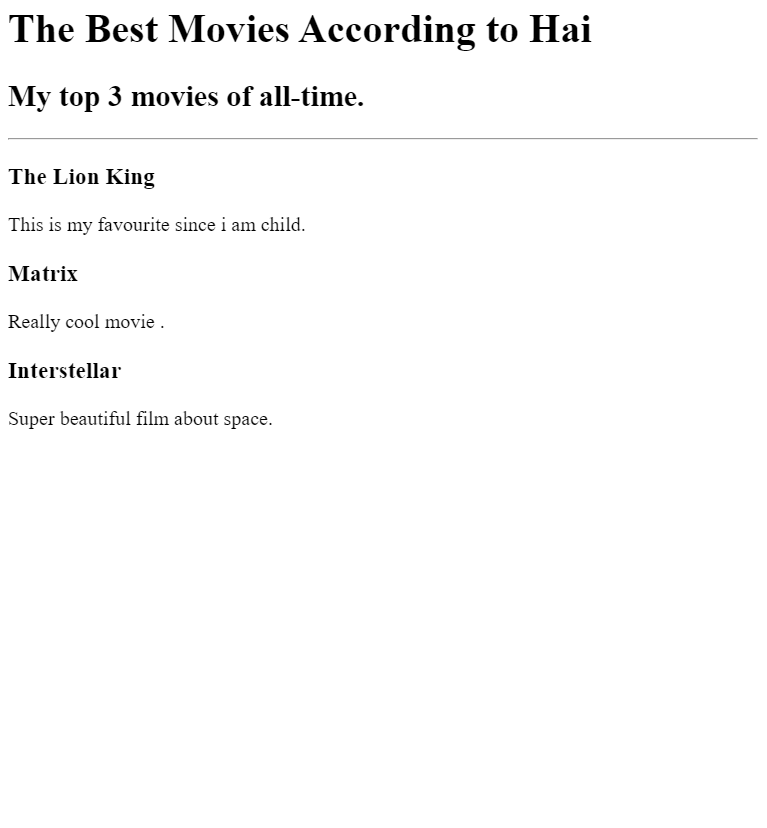 The Best Movies According to Hai
My top 3 movies of all-time.
The Lion King
This is my favourite since i am child.
Matrix
Really cool movie .
Interstellar
Super beautiful film about space.